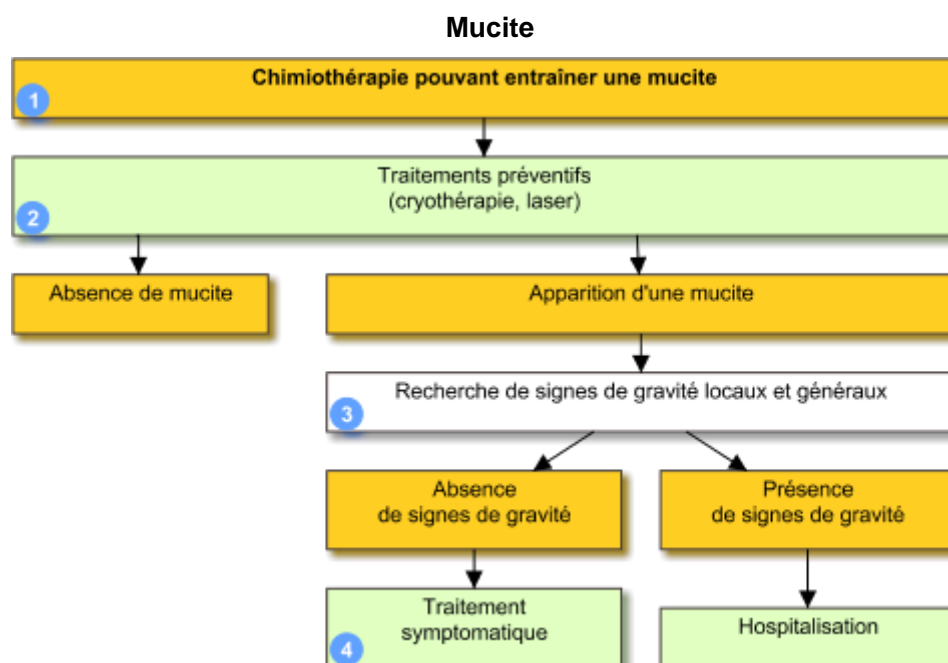 Mucite
Chimiothérapie pouvant entraîner une mucite
1
Traitements préventifs
(cryothérapie, laser)
2
Absence de mucite
Apparition d'une mucite
Recherche de signes de gravité locaux et généraux
3
Absence
de signes de gravité
Présence
de signes de gravité
Traitement
symptomatique
4
Hospitalisation